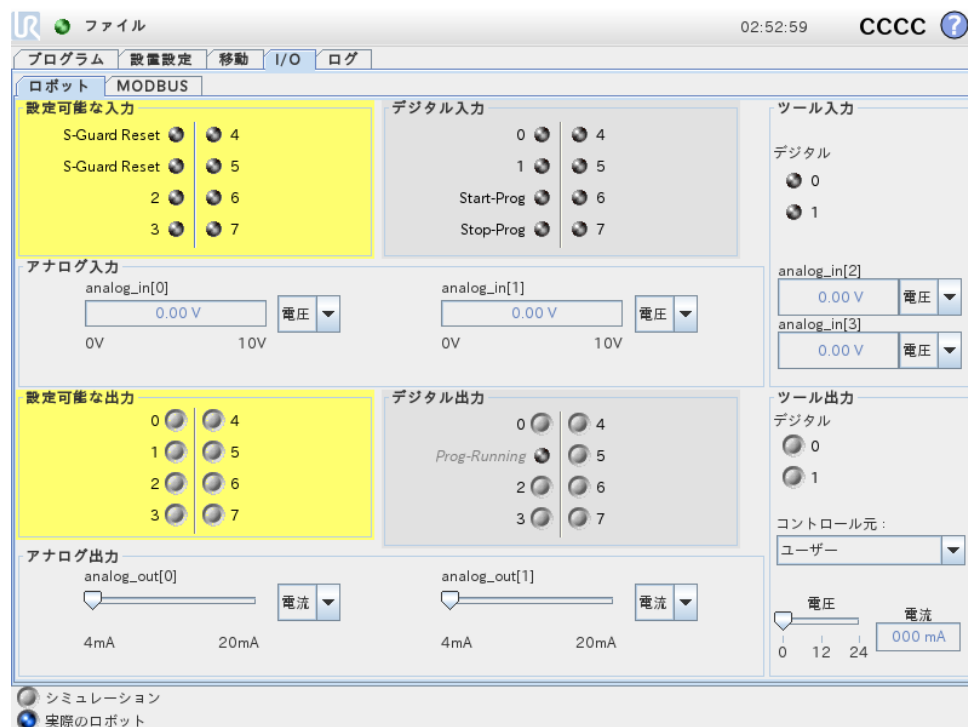 UR ファイル 02:52:59 CCCC ?
プログラム 設置設定 移動 I/O ログ
ロボット MODBUS
設定可能な入力
S-Guard Reset 4
S-Guard Reset 5
2 6
3 7
デジタル入力
0 4
1 5
Start-Prog 6
Stop-Prog 7
ツール入力
デジタル
0
1
アナログ入力
analog_in[0]
0.00 V 電圧
0V 10V
analog_in[1]
0.00 V 電圧
0V 10V
analog_in[2]
0.00 V 電圧
analog_in[3]
0.00 V 電圧
設定可能な出力
0 4
1 5
2 6
3 7
デジタル出力
0 4
Prog-Running 5
2 6
3 7
ツール出力
デジタル
0
1
コントロール元 :
ユーザー
アナログ出力
analog_out[0]
電流
4mA 20mA
analog_out[1]
電流
4mA 20mA
電圧
0 12 24
電流
000 mA
シミュレーション
実際のロボット